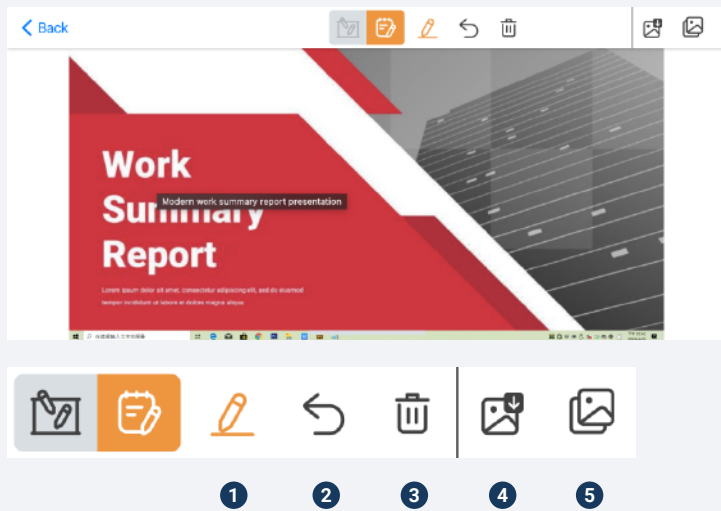 Back
Work
Summary
Modern work summary report presentation
Report
Lorem ipsum dolor sit amet, consectetur adipiscing elit, sed do eiusmod
tempor incididunt ut labore et dolore magna aliqua
1 2 3 4 5